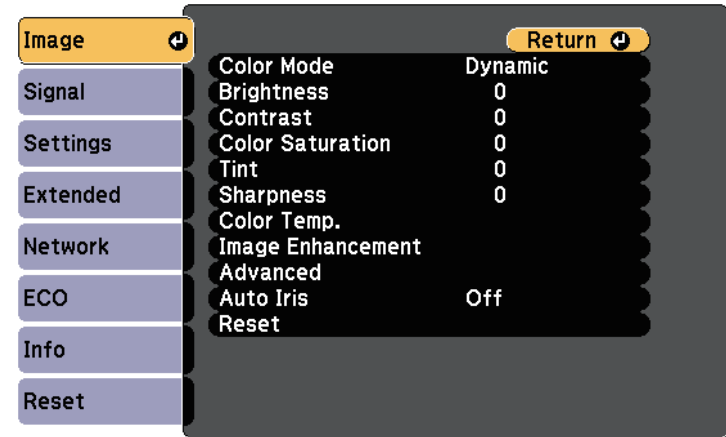 Image
Signal
Settings
Extended
Network
ECO
Info
Reset
Return
Color Mode Dynamic
Brightness 0
Contrast 0
Color Saturation 0
Tint 0
Sharpness 0
Color Temp.
Image Enhancement
Advanced
Auto Iris Off
Reset